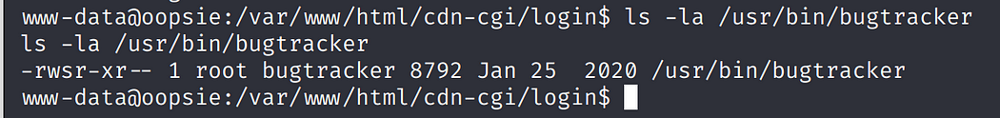 www-data@oopsie:/var/www/html/cdn-cgi/login$ ls -la /usr/bin/bugtracker
ls -la /usr/bin/bugtracker
-rwsr-xr-- 1 root bugtracker 8792 Jan 25  2020 /usr/bin/bugtracker
www-data@oopsie:/var/www/html/cdn-cgi/login$